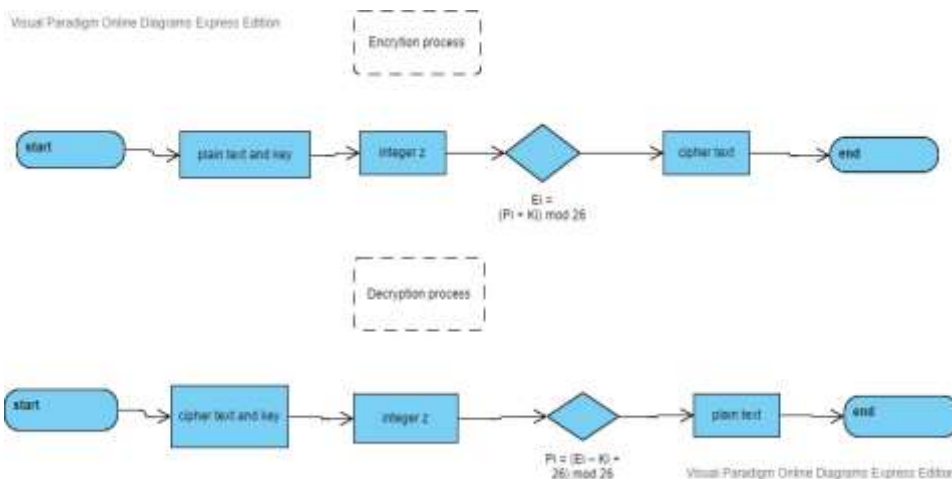 Visual Paradigm Online Diagrams Express Edition
Encrytion process
start
plain text and key
integer z
cipher text
end
Ei =
(Pi + Ki) mod 26
Decryption process
start
cipher text and key
integer z
plain text
end
Pi = (Ei – Ki +
26) mod 26
Visual Paradigm Online Diagrams Express Edition